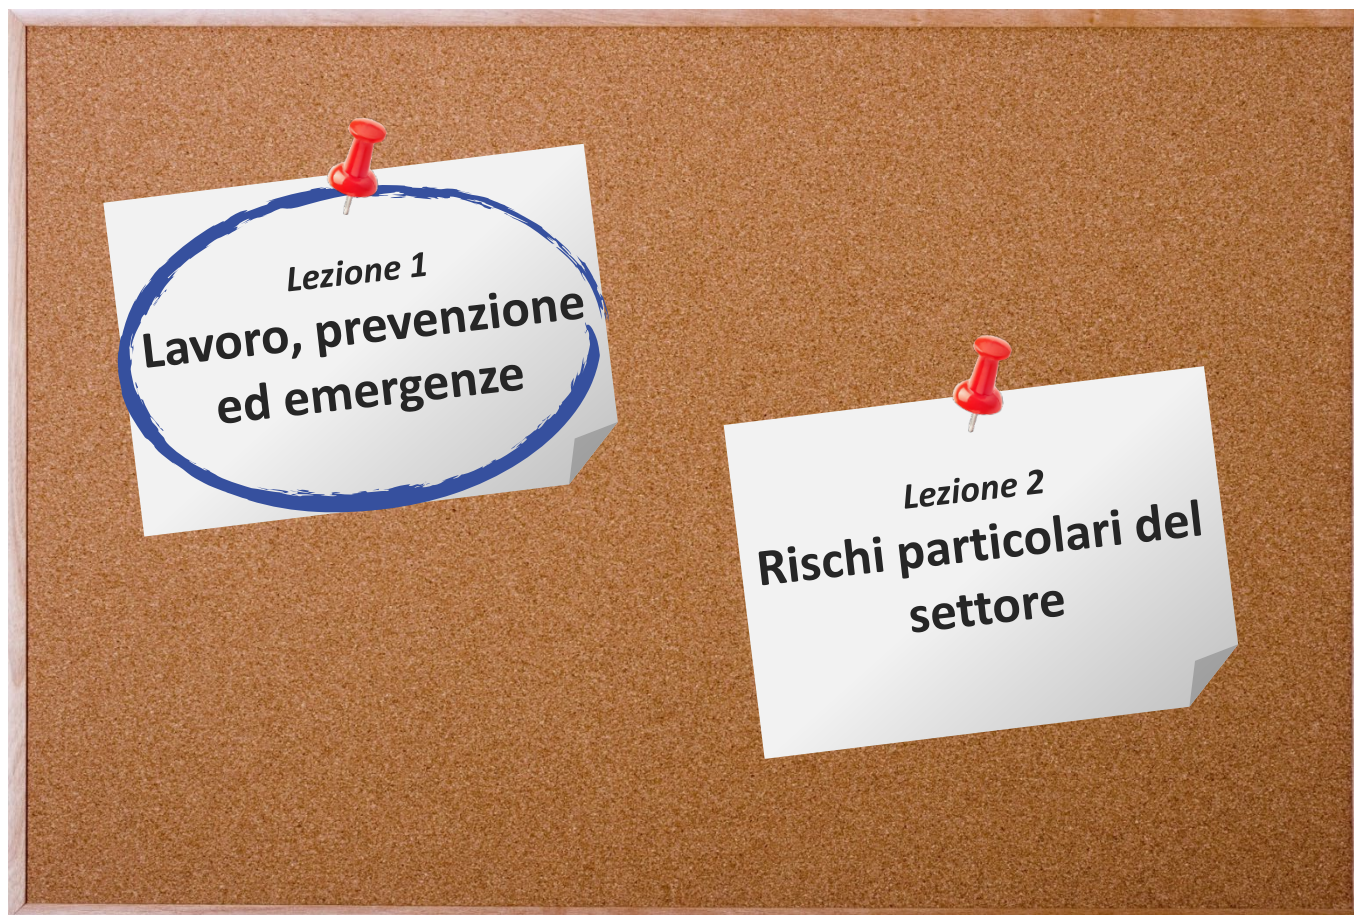 Lezione 1
Lavoro, prevenzione
ed emergenze
Lezione 2
Rischi particolari del
settore